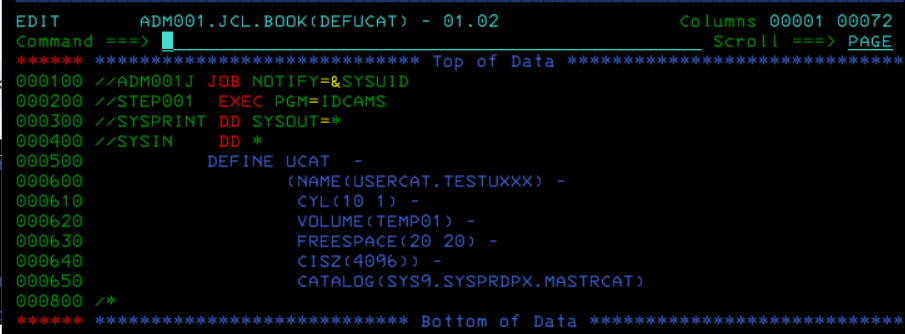 EDIT       ADM001.JCL.BOOK(DEFUCAT) - 01.02                  Columns 00001 00072
Command ===>                                                  Scroll ===> PAGE
****** ***************************** Top of Data ******************************
000100 //ADM001J JOB NOTIFY=&SYSUID
000200 //STEP001  EXEC PGM=IDCAMS
000300 //SYSPRINT DD SYSOUT=*
000400 //SYSIN    DD *
000500           DEFINE UCAT  -
000600                  (NAME(USERCAT.TESTUXXX) -
000610                   CYL(10 1) -
000620                   VOLUME(TEMP01) -
000630                   FREESPACE(20 20) -
000640                   CISZ(4096)) -
000650                   CATALOG(SYS9.SYSPRDPX.MASTRCAT)
000800 /*
****** **************************** Bottom of Data ****************************